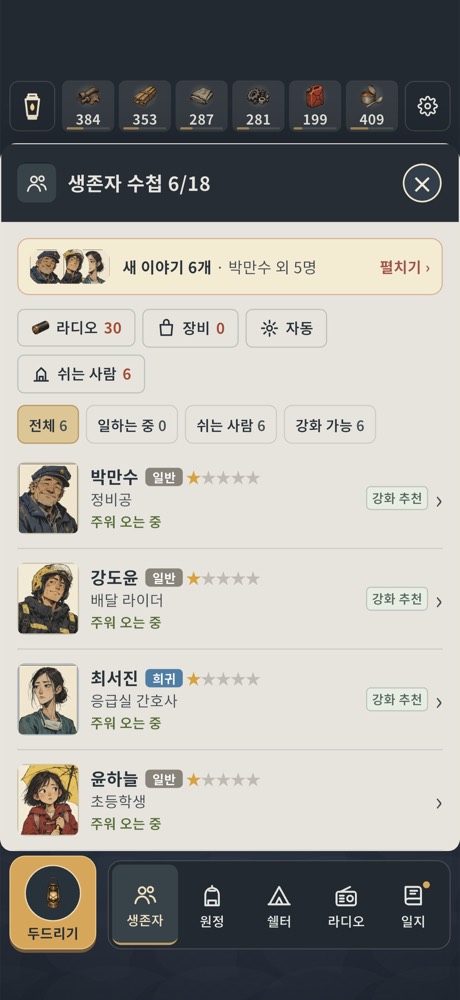 384 353 287 281 199 409
생존자 수첩 6/18
새 이야기 6개 · 박만수 외 5명 펼치기 ›
라디오 30 장비 0 자동
쉬는 사람 6
전체 6 일하는 중 0 쉬는 사람 6 강화 가능 6
박만수 일반 ★★★★★
정비공 강화 추천 ›
주워 오는 중
강도윤 일반 ★★★★★
배달 라이더 강화 추천 ›
주워 오는 중
최서진 희귀 ★★★★★
응급실 간호사 강화 추천 ›
주워 오는 중
윤하늘 일반 ★★★★★
초등학생 ›
주워 오는 중
두드리기 생존자 원정 쉘터 라디오 일지